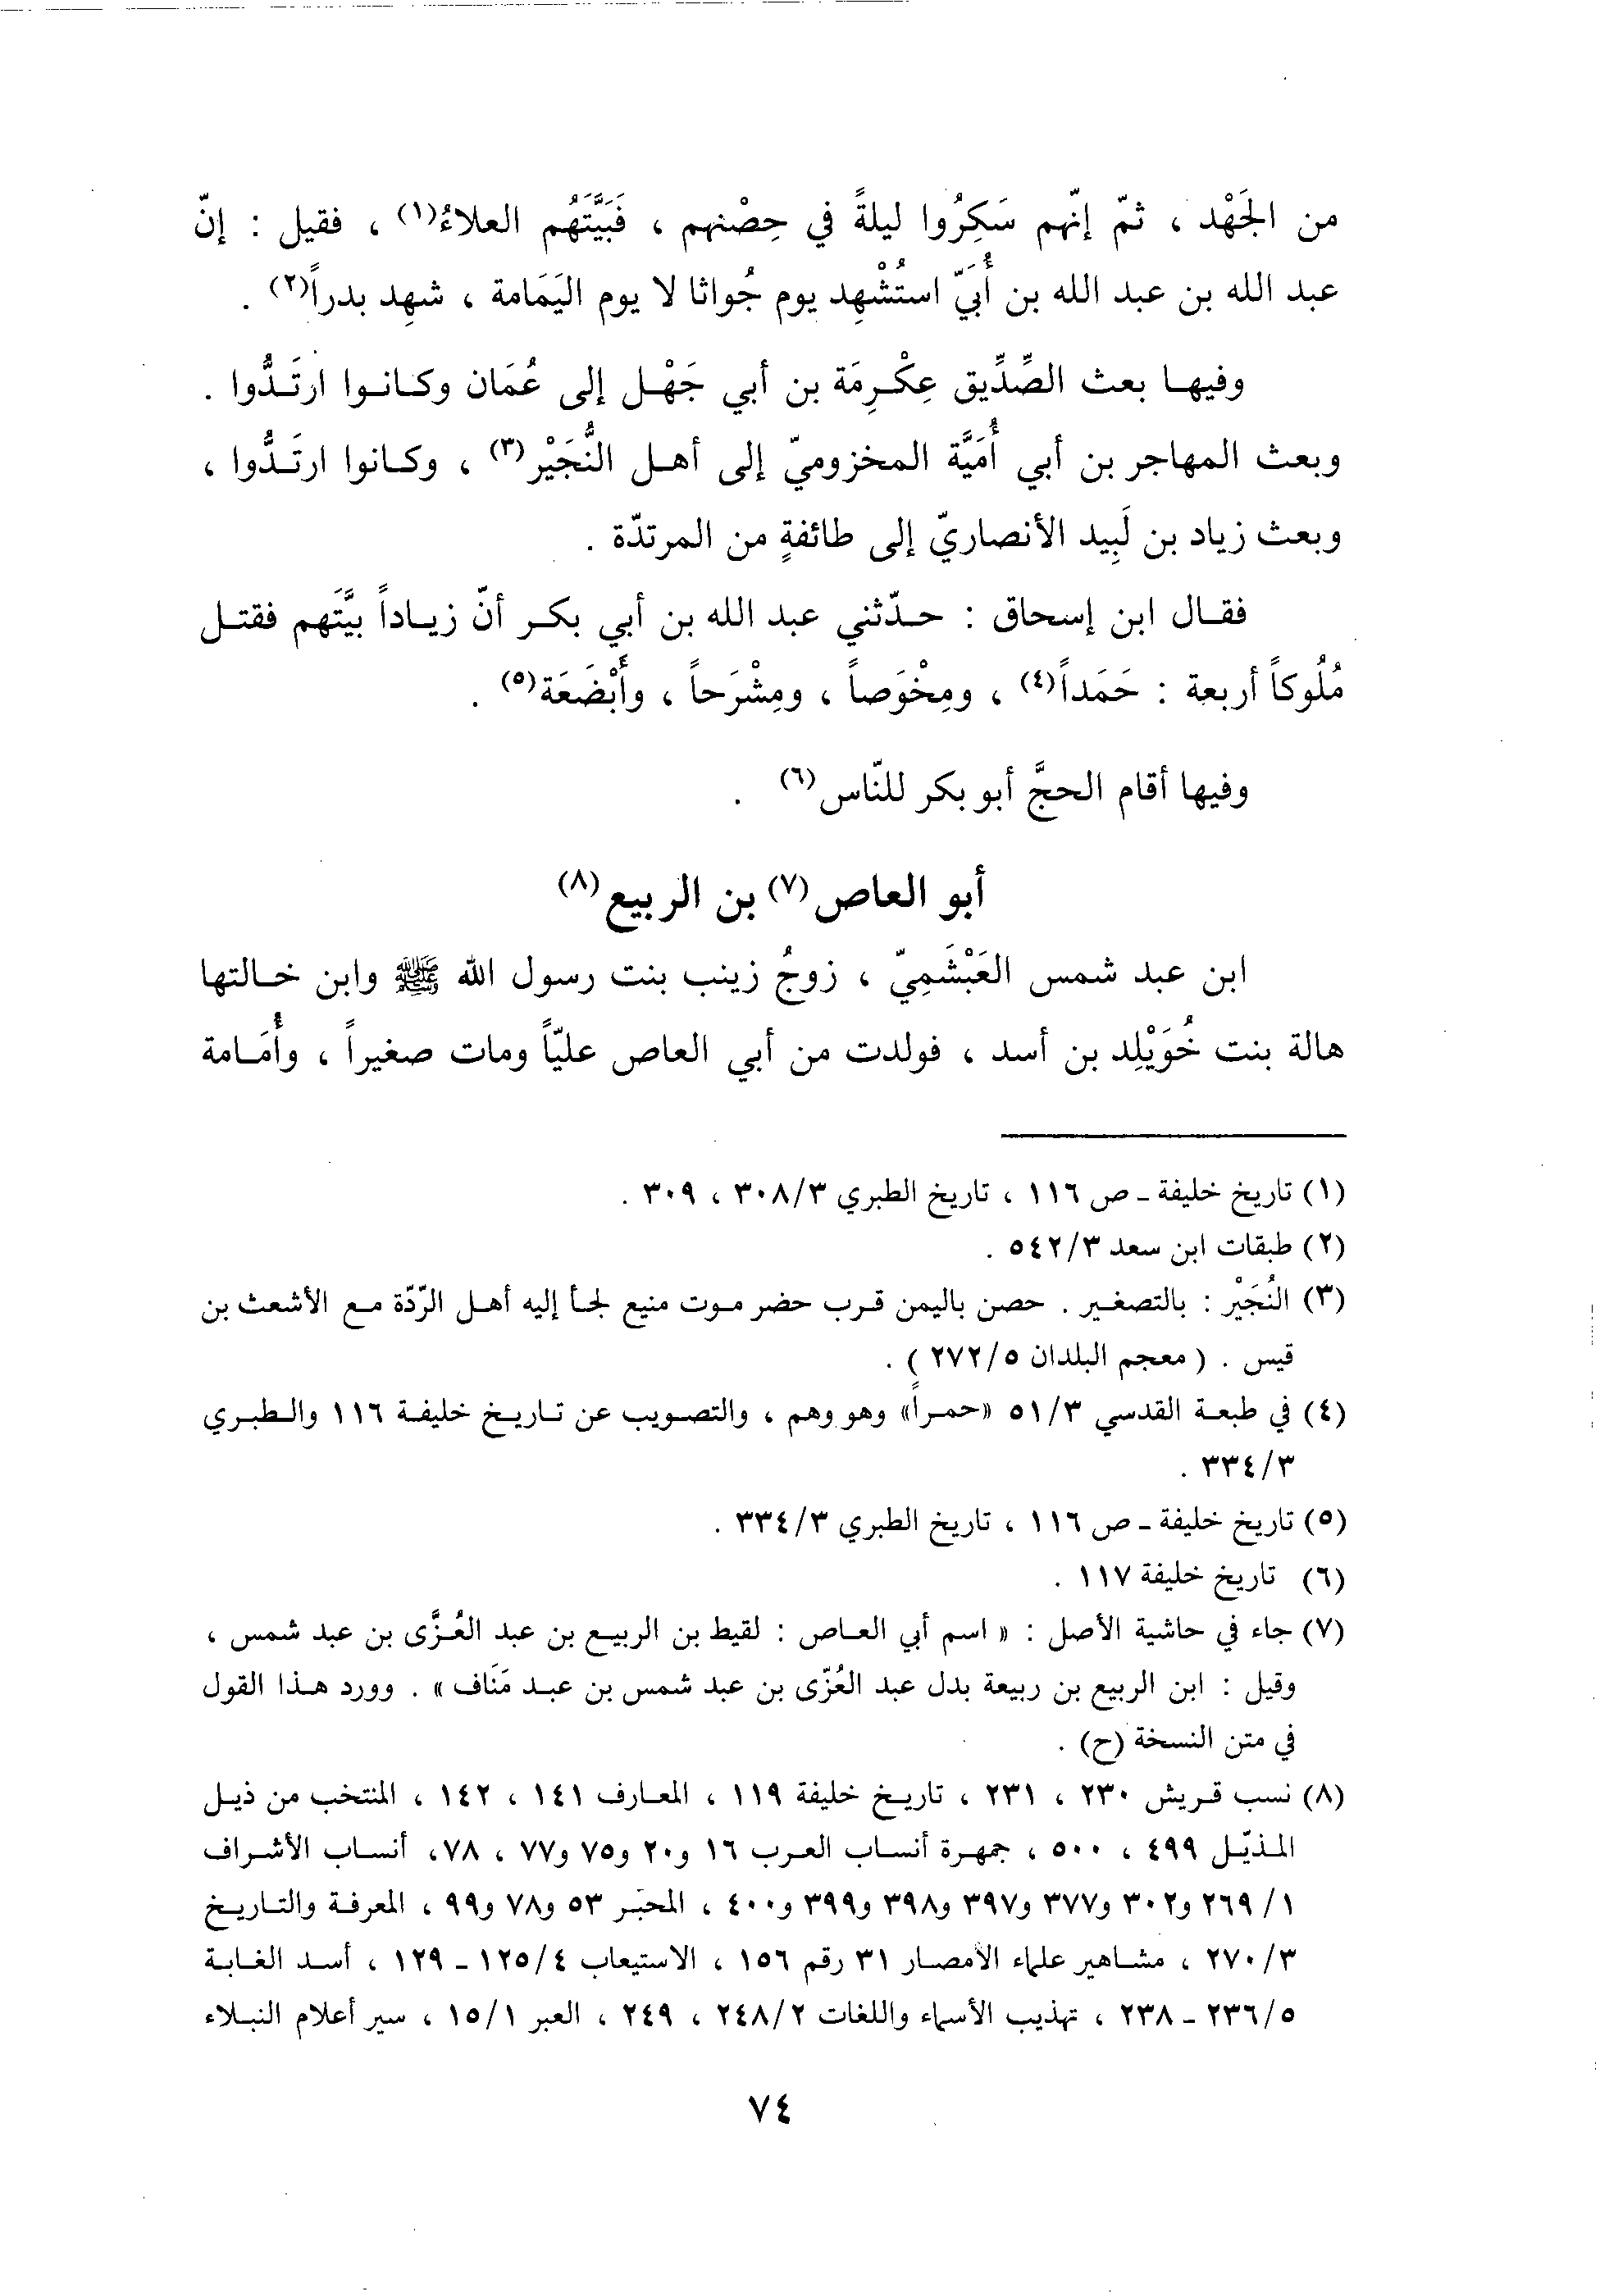 من الجَهْد ، ثمّ إنّهم سَكِرُوا ليلةً في حِصْنهم ، فَبَيَّتَهُم العلاءُ(١) ، فقيل : إنّ
عبد الله بن عبد الله بن أُبَيّ استُشْهِد يوم جُواثا لا يوم اليَمَامة ، شهِد بدراً(٢) .
وفيها بعث الصِّدِّيق عِكْرِمَة بن أبي جَهْل إلى عُمَان وكانوا ارتَدُّوا .
وبعث المهاجر بن أبي أُمَيَّة المخزوميّ إلى أهل النُّجَيْر(٣) ، وكانوا ارتَدُّوا ،
وبعث زياد بن لَبِيد الأنصاريّ إلى طائفةٍ من المرتدّة .
فقال ابن إسحاق : حدّثني عبد الله بن أبي بكر أنّ زياداً بيَّتَهم فقتل
مُلُوكاً أربعة : حَمَداً(٤) ، ومِخْوَصاً ، ومِشْرَحاً ، وأَبْضَعَة(٥) .
وفيها أقام الحجَّ أبو بكر للنّاس(٦) .
أبو العاص(٧) بن الربيع(٨)
ابن عبد شمس العَبْشَمِيّ ، زوجُ زينب بنت رسول الله ﷺ وابن خالتها
هالة بنت خُوَيْلِد بن أسد ، فولدت من أبي العاص عليّاً ومات صغيراً ، وأُمَامة
(١) تاريخ خليفة ـ ص ١١٦ ، تاريخ الطبري ٣٠٨/٣ ، ٣٠٩ .
(٢) طبقات ابن سعد ٥٤٢/٣ .
(٣) النُجَيْر : بالتصغير . حصن باليمن قرب حضر موت منيع لجأ إليه أهل الرّدّة مع الأشعث بن
قيس . ( معجم البلدان ٢٧٢/٥ ) .
(٤) في طبعة القدسي ٥١/٣ «حمراً» وهو وهم ، والتصويب عن تاريخ خليفة ١١٦ والطبري
٣٣٤/٣ .
(٥) تاريخ خليفة ـ ص ١١٦ ، تاريخ الطبري ٣٣٤/٣ .
(٦) تاريخ خليفة ١١٧ .
(٧) جاء في حاشية الأصل : « اسم أبي العاص : لقيط بن الربيع بن عبد العُزَّى بن عبد شمس ،
وقيل : ابن الربيع بن ربيعة بدل عبد العُزّى بن عبد شمس بن عبد مَنَاف » . وورد هذا القول
في متن النسخة (ح) .
(٨) نسب قريش ٢٣٠ ، ٢٣١ ، تاريخ خليفة ١١٩ ، المعارف ١٤١ ، ١٤٢ ، المنتخب من ذيل
المذيّل ٤٩٩ ، ٥٠٠ ، جمهرة أنساب العرب ١٦ و٢٠ و٧٥ و٧٧ ، ٧٨، أنساب الأشراف
١/ ٢٦٩ و٣٠٢ و٣٧٧ و٣٩٧ و٣٩٨ و٣٩٩ و٤٠٠ ، المحبّر ٥٣ و٧٨ و٩٩ ، المعرفة والتاريخ
٢٧٠/٣ ، مشاهير علماء الأمصار ٣١ رقم ١٥٦ ، الاستيعاب ١٢٥/٤ ـ ١٢٩ ، أسد الغابة
٢٣٦/٥ ـ ٢٣٨ ، تهذيب الأسماء واللغات ٢٤٨/٢ ، ٢٤٩ ، العبر ١٥/١ ، سير أعلام النبلاء
٧٤